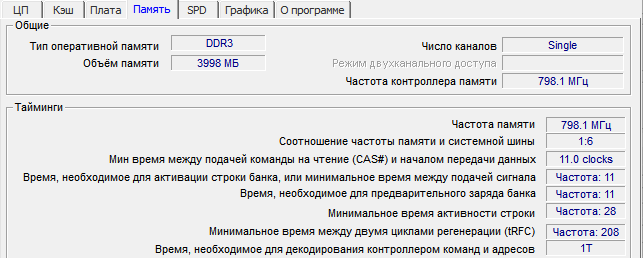 ЦП Кэш Плата Память SPD Графика О программе
Общие
Тип оперативной памяти DDR3 Число каналов Single
Объём памяти 3998 МБ Режим двухканального доступа
Частота контроллера памяти 798.1 МГц
Тайминги
Частота памяти 798.1 МГц
Соотношение частоты памяти и системной шины 1:6
Мин время между подачей команды на чтение (CAS#) и началом передачи данных 11.0 clocks
Время, необходимое для активации строки банка, или минимальное время между подачей сигнала Частота: 11
Время, необходимое для предварительного заряда банка Частота: 11
Минимальное время активности строки Частота: 28
Минимальное время между двумя циклами регенерации (tRFC) Частота: 208
Время, необходимое для декодирования контроллером команд и адресов 1T